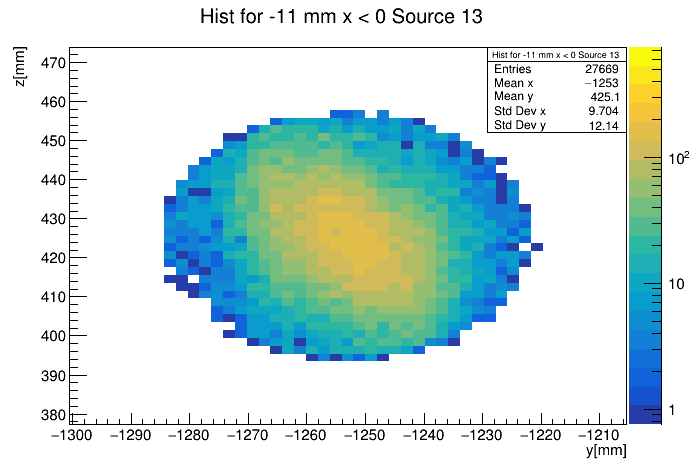 Hist for -11 mm x < 0 Source 13
z[mm]
Hist for -11 mm x < 0 Source 13
Entries 27669
Mean x −1253
Mean y 425.1
Std Dev x 9.704
Std Dev y 12.14
470
460
450
440
430
420
410
400
390
380
10²
10
1
−1300 −1290 −1280 −1270 −1260 −1250 −1240 −1230 −1220 −1210
y[mm]